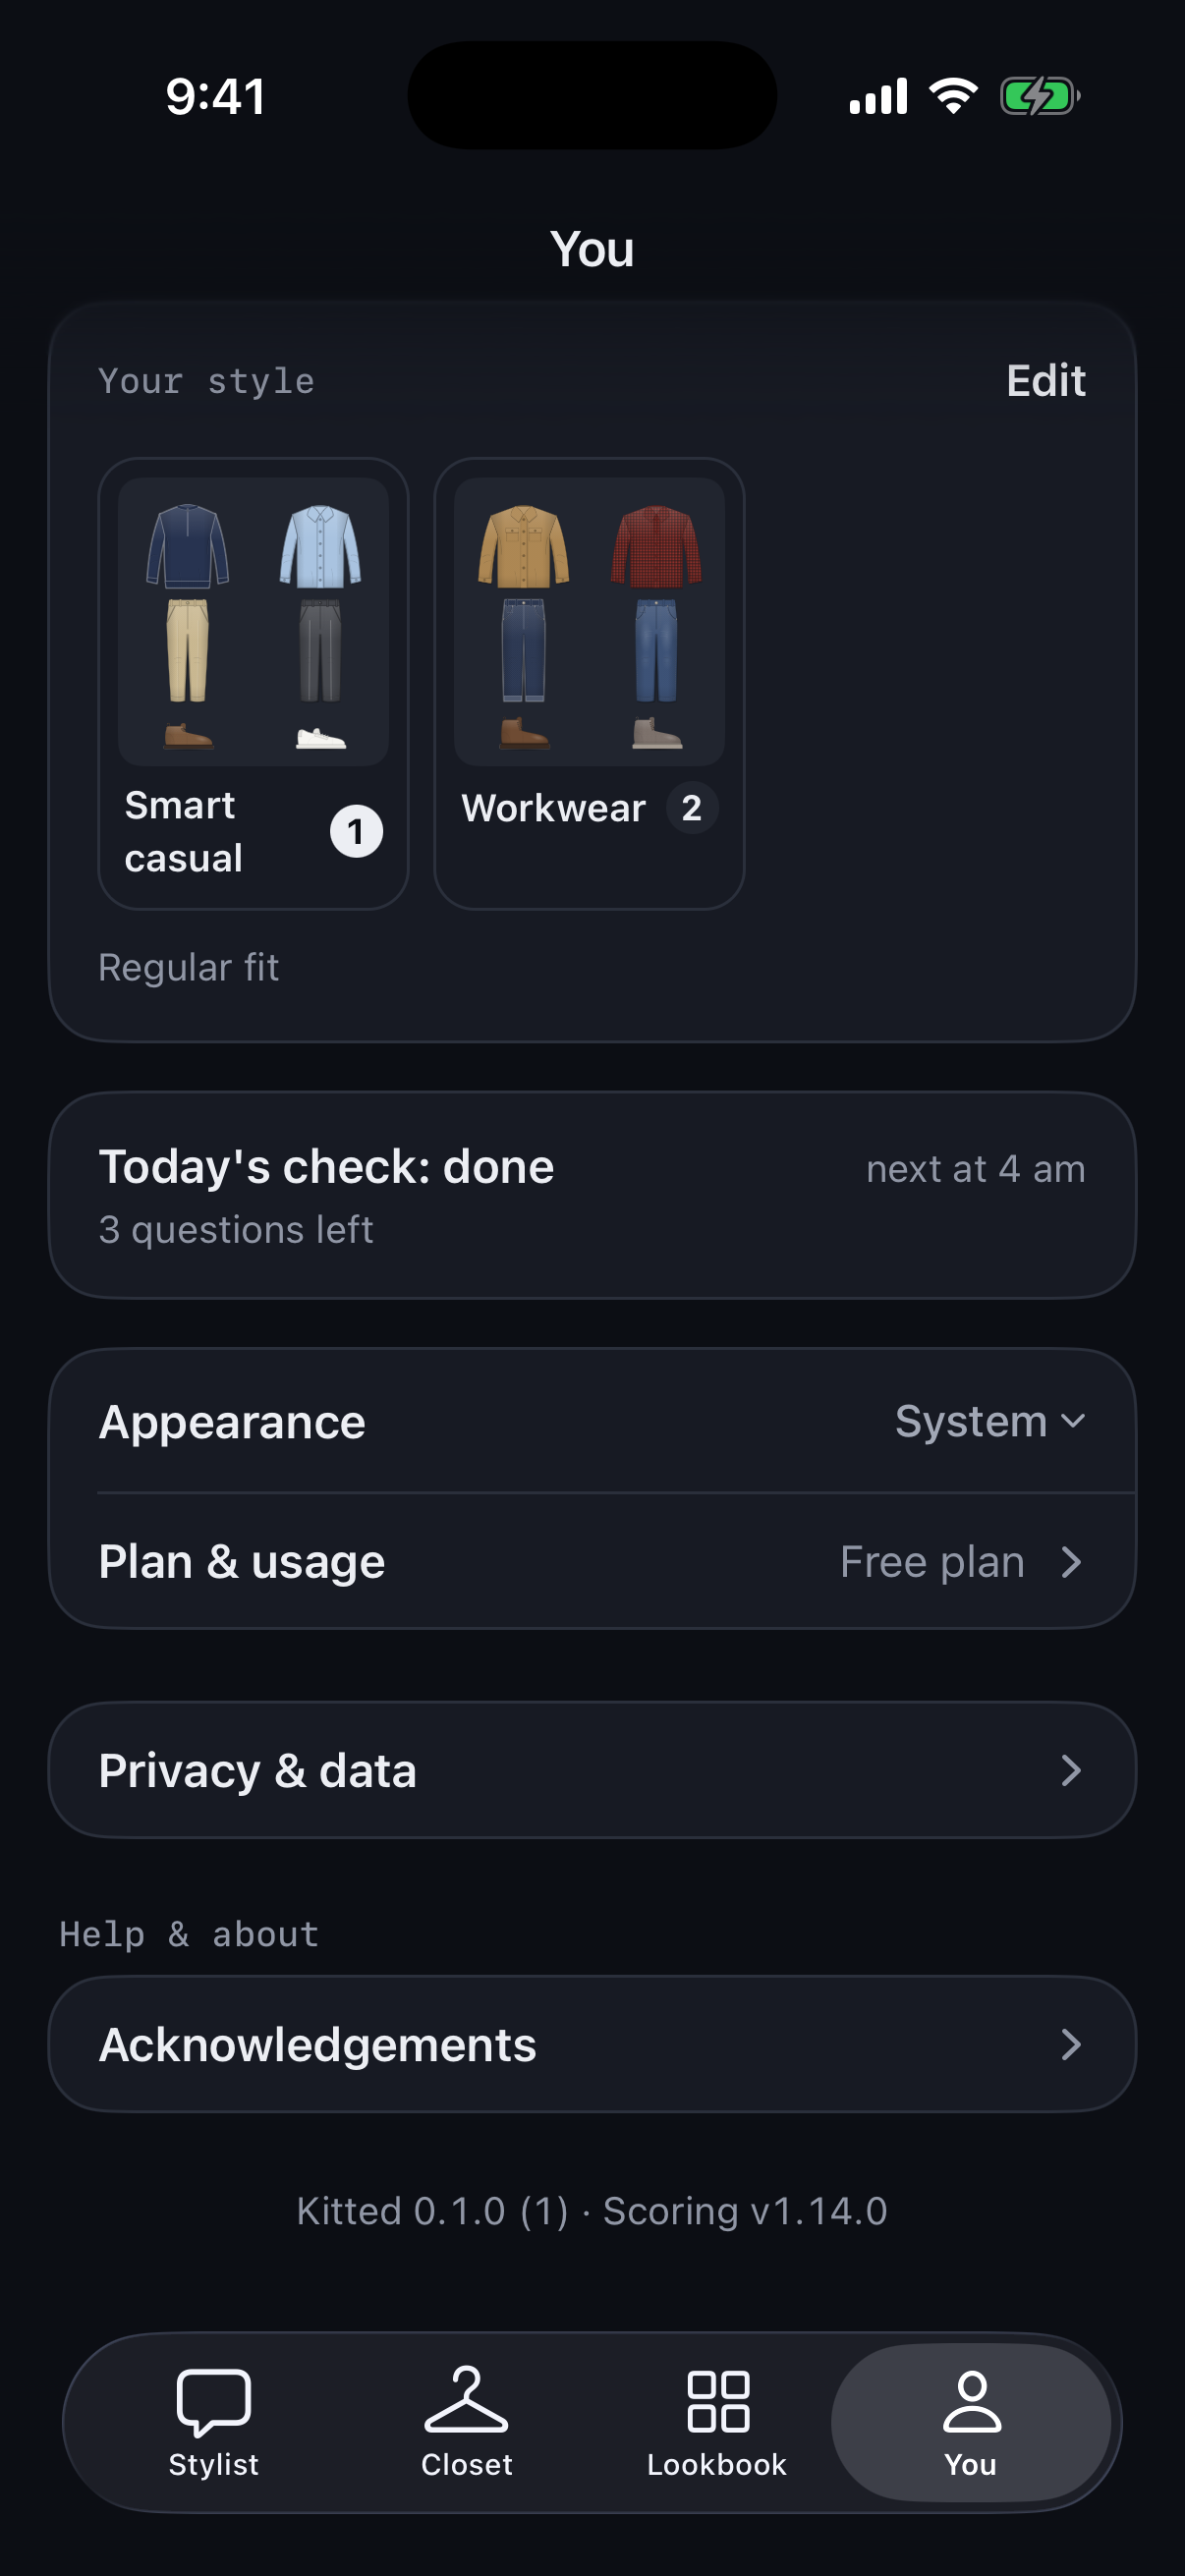 9:41
You
Your style
Edit
Smart
casual
1
Workwear
2
Regular fit
Today's check: done
next at 4 am
3 questions left
Appearance
System
Plan & usage
Free plan
Privacy & data
Help & about
Acknowledgements
Kitted 0.1.0 (1) · Scoring v1.14.0
Stylist
Closet
Lookbook
You